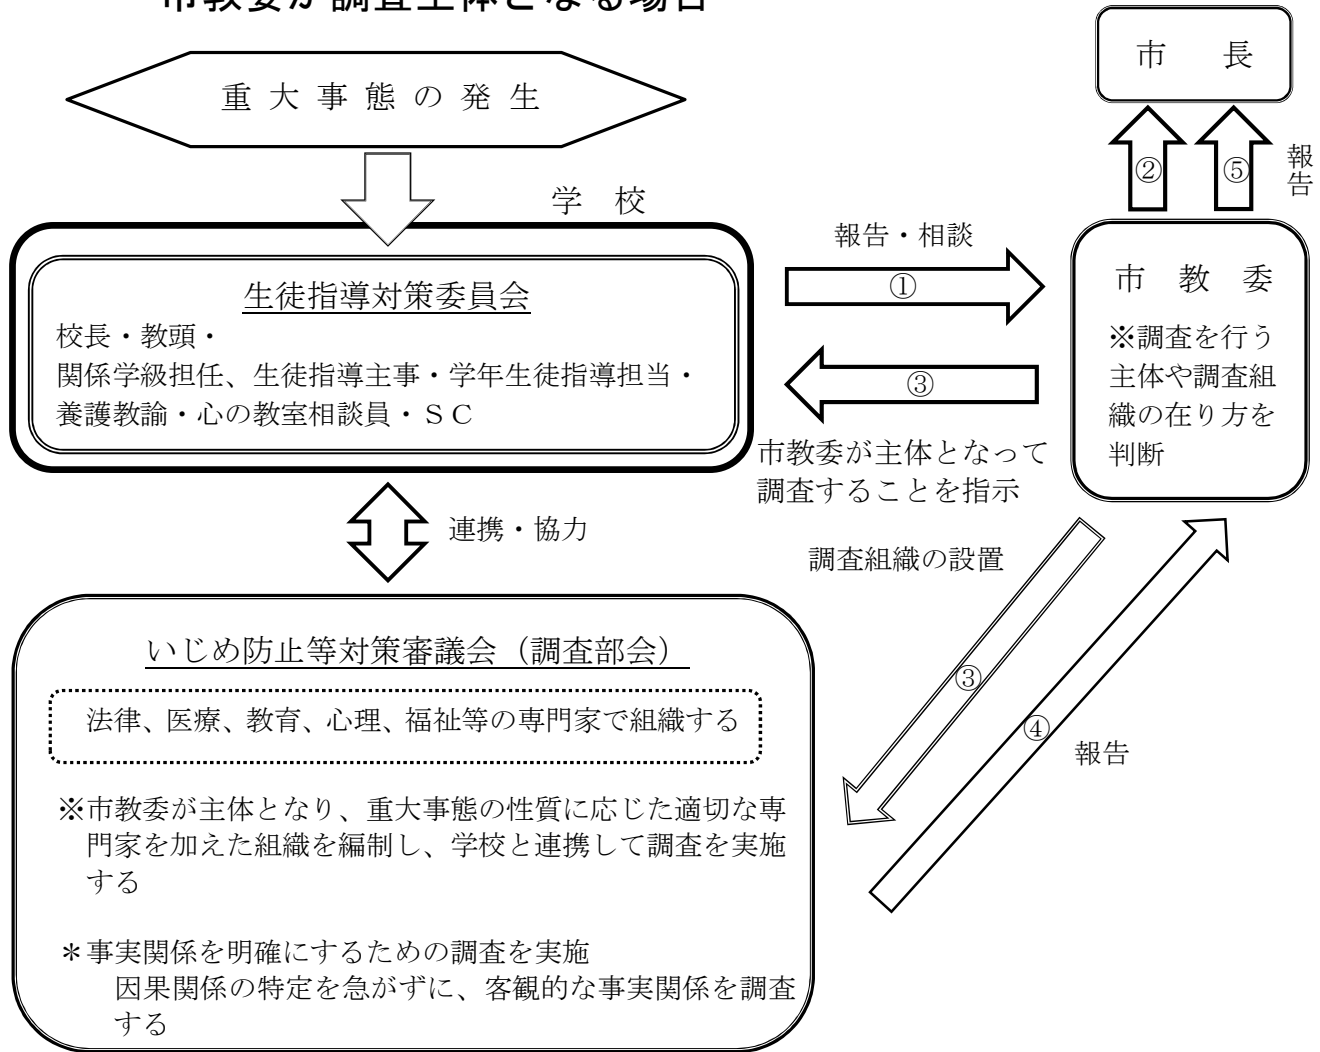 市教委が調査主体となる場合
重大事態の発生
学　校
生徒指導対策委員会
校長・教頭・
関係学級担任、生徒指導主事・学年生徒指導担当・
養護教諭・心の教室相談員・ＳＣ
報告・相談
①
③
市教委が主体となって
調査することを指示
市　長
②
⑤
報告
市　教　委
※調査を行う
主体や調査組
織の在り方を
判断
連携・協力
調査組織の設置
③
④
報告
いじめ防止等対策審議会（調査部会）
法律、医療、教育、心理、福祉等の専門家で組織する
※市教委が主体となり、重大事態の性質に応じた適切な専
門家を加えた組織を編制し、学校と連携して調査を実施
する
＊事実関係を明確にするための調査を実施
因果関係の特定を急がずに、客観的な事実関係を調査
する